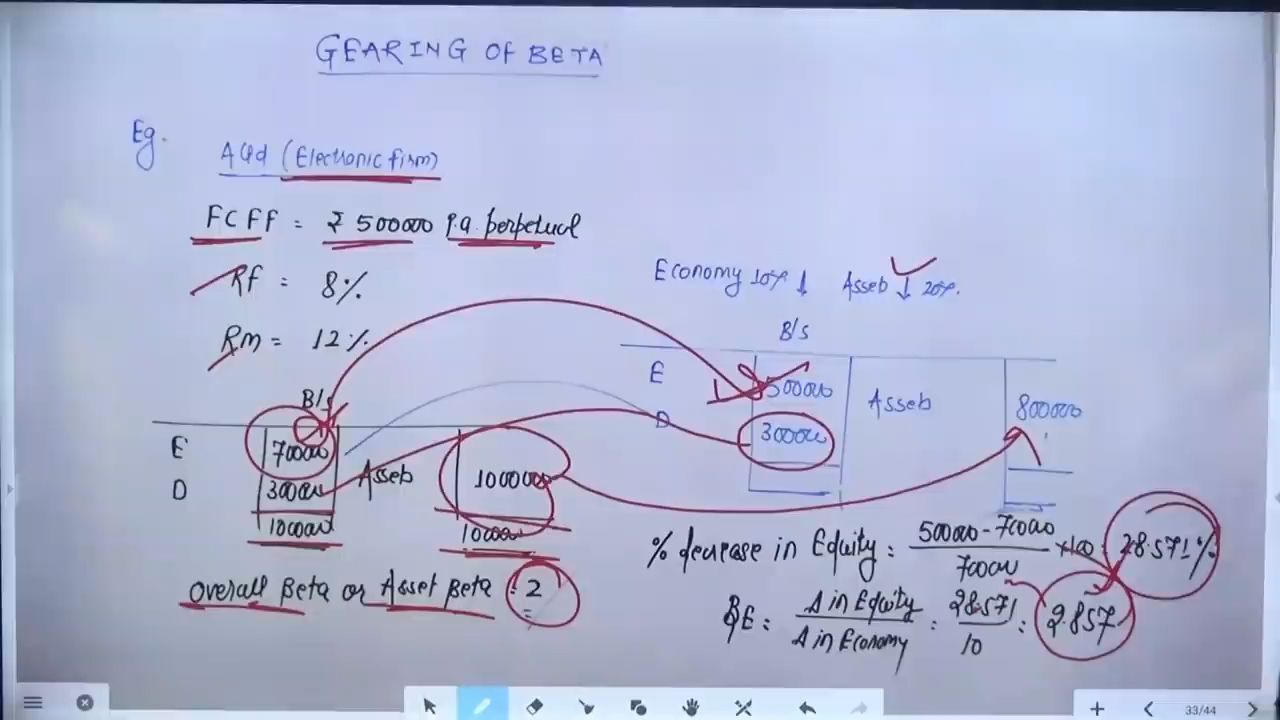 GEARING OF BETA
Eg.
A Ltd (Electronic firm)
FCFF = ₹ 500000 P.a. perpetual
Rf = 8%
Rm = 12%
Economy 10% ↓ Assets ↓ 20%.
B/S
E 500000 Assets 800000
D 300000
B/S
E 700000 Assets 1000000
D 300000
1000000 1000000
Overall Beta or Asset Beta : 2
% decrease in Equity : 500000 - 700000 / 700000 × 100 = 28.571%
βE : Δ in Equity / Δ in Economy : 28.571 / 10 : 2.857
33/44